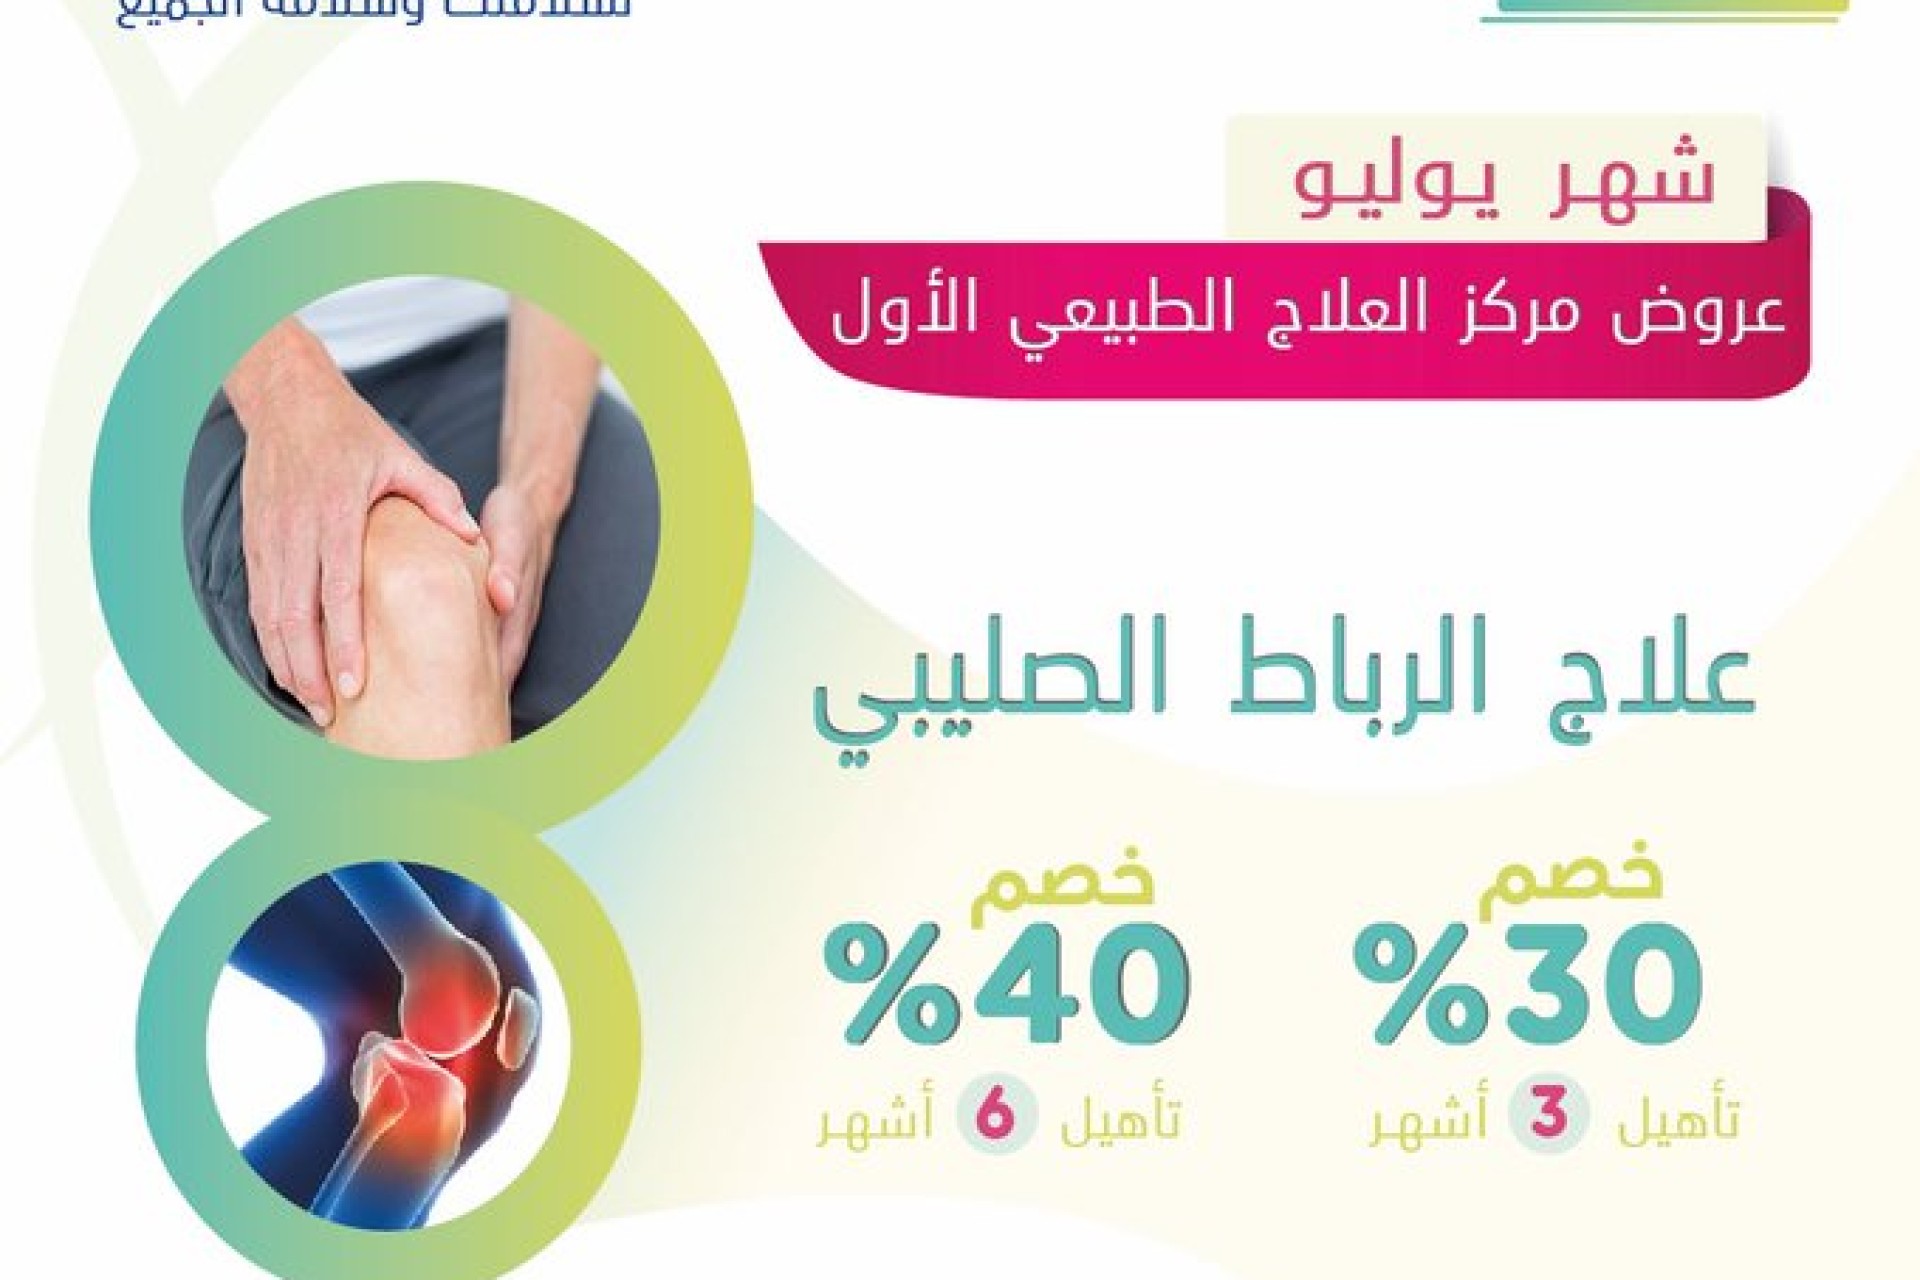 وسلامة الجميع
شهر يوليو
عروض مركز العلاج الطبيعي الأول
علاج الرباط الصليبي
خصم
%30
تأهيل 3 أشهر
خصم
%40
تأهيل 6 أشهر